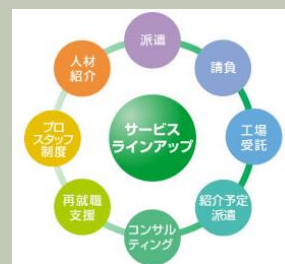 派遣
人材
紹介
請負
プロ
スタッフ
制度
サービス
ラインアップ
工場
受託
再就職
支援
紹介予定
派遣
コンサル
ティング